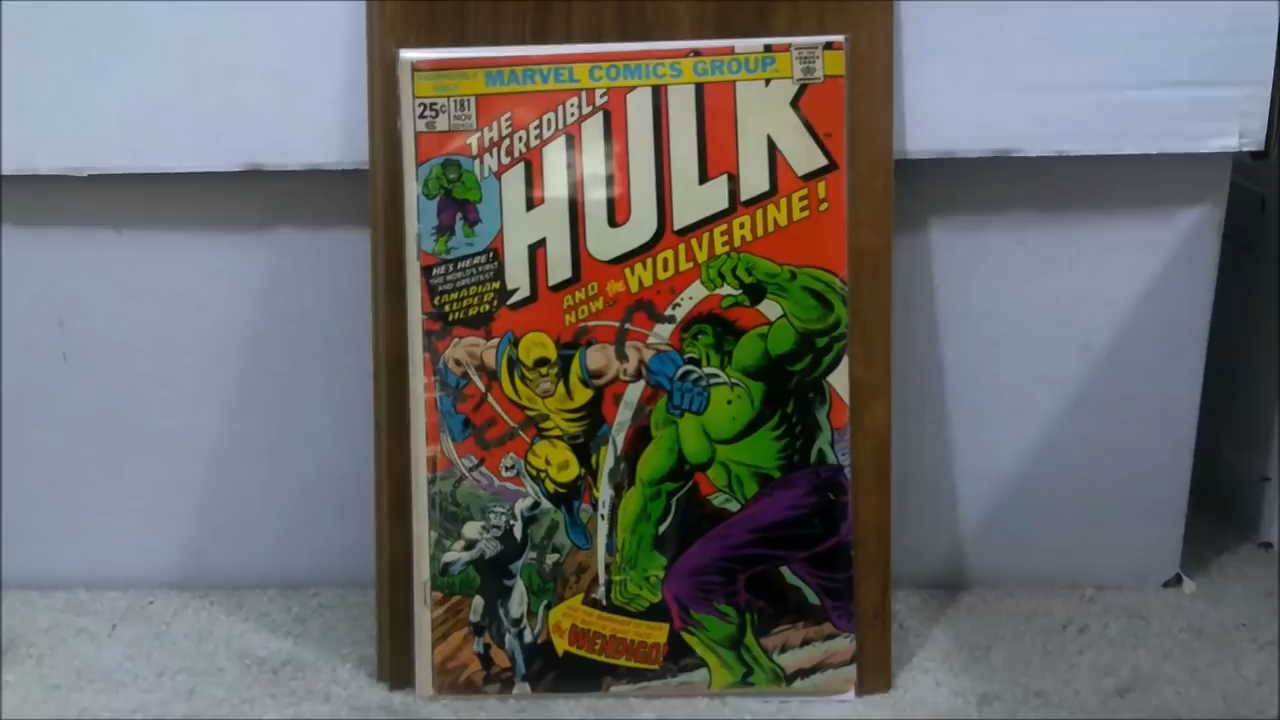 MARVEL COMICS GROUP
25¢
181
NOV
THE
INCREDIBLE
HULK
AND
NOW.. the WOLVERINE!
HE'S HERE!
THE WORLD'S FIRST
AND GREATEST
CANADIAN
SUPER
HERO!
the WENDIGO!